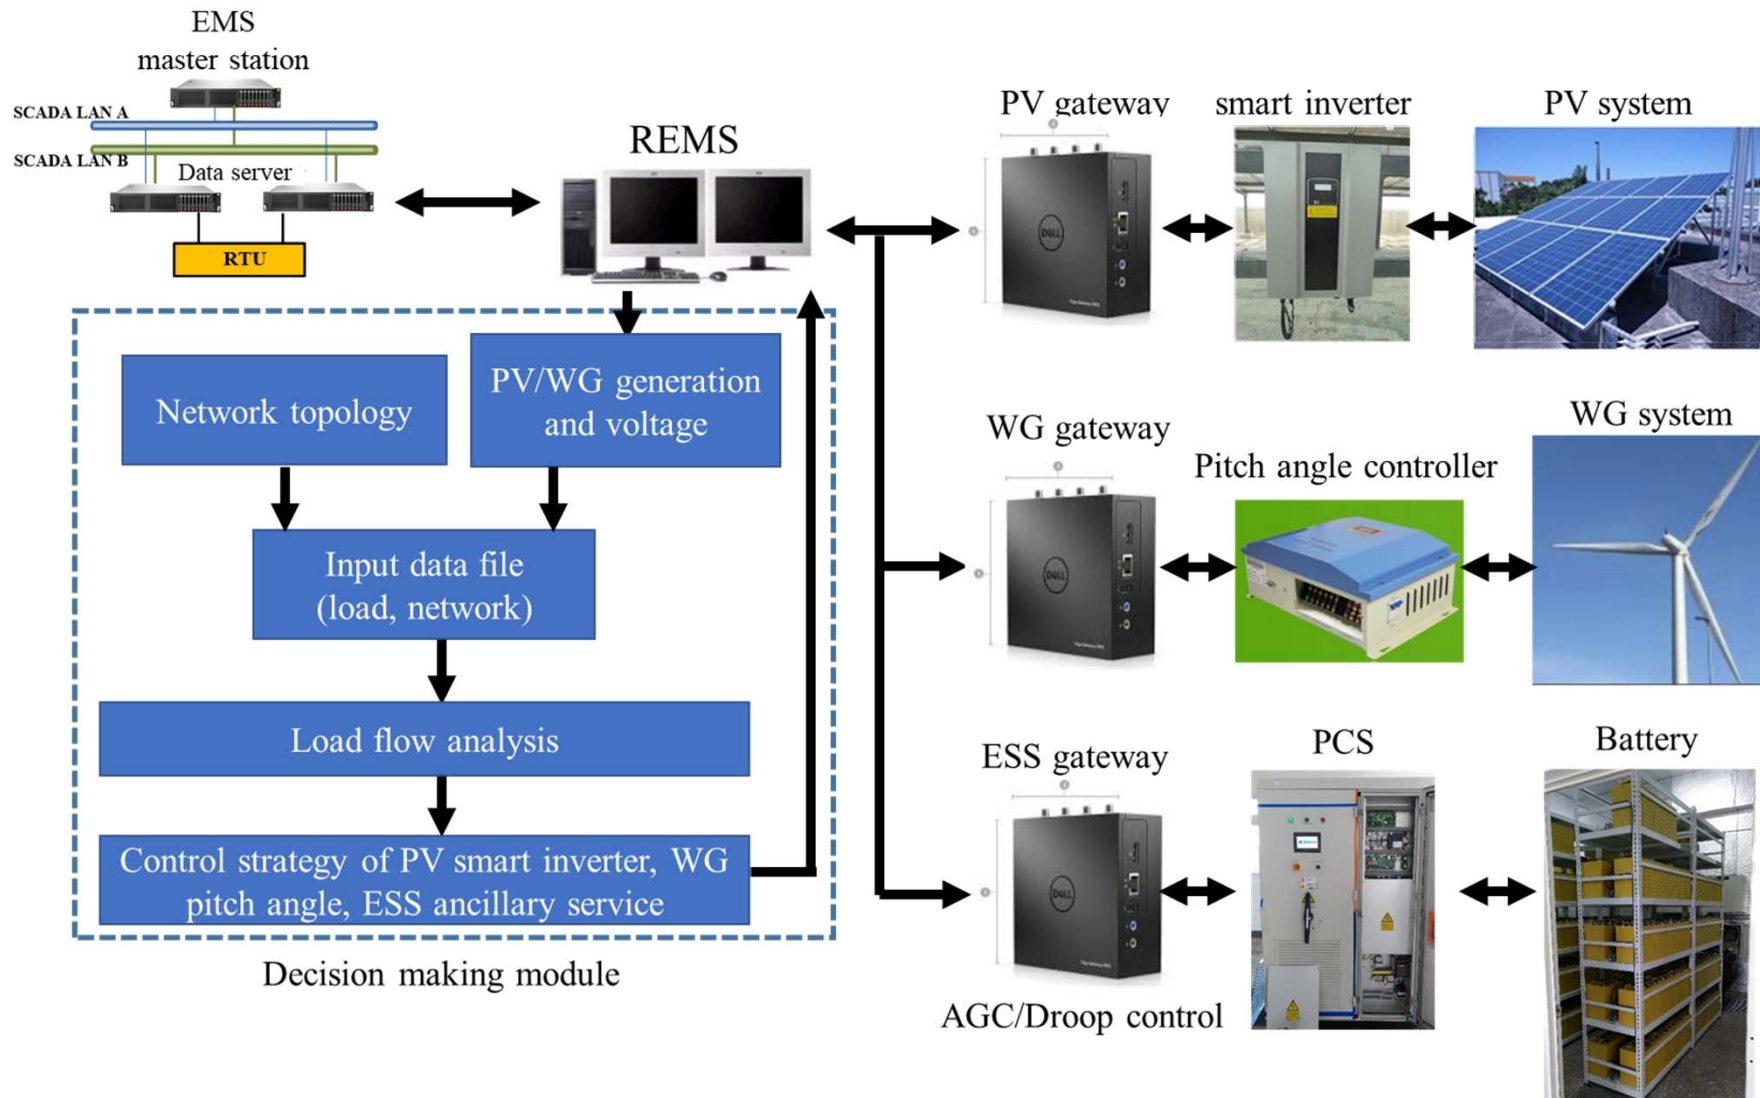 EMS
master station
SCADA LAN A
SCADA LAN B
Data server
RTU
REMS
PV gateway
smart inverter
PV system
DELL
Network topology
PV/WG generation
and voltage
Input data file
(load, network)
Load flow analysis
Control strategy of PV smart inverter, WG
pitch angle, ESS ancillary service
Decision making module
WG gateway
Pitch angle controller
WG system
DELL
ESS gateway
PCS
Battery
DELL
AGC/Droop control